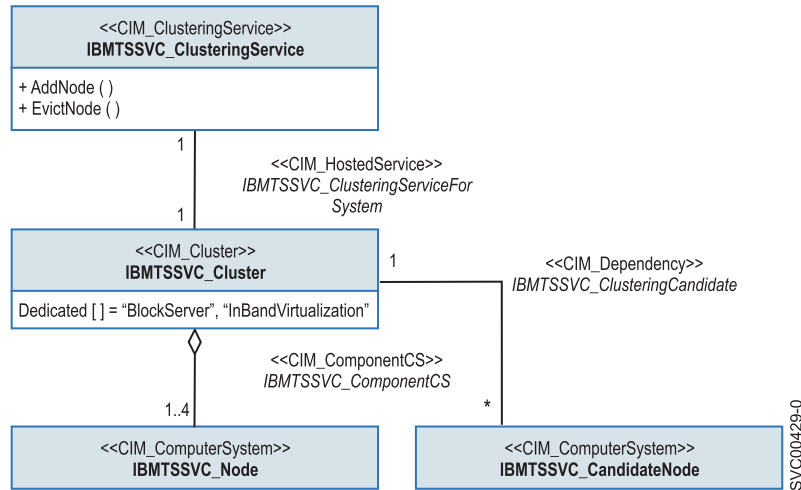 <<CIM_ClusteringService>>
IBMTSSVC_ClusteringService
+ AddNode ( )
+ EvictNode ( )
1
<<CIM_HostedService>>
IBMTSSVC_ClusteringServiceFor
System
1
<<CIM_Cluster>>
IBMTSSVC_Cluster
Dedicated [ ] = “BlockServer”, “InBandVirtualization”
1
<<CIM_Dependency>>
IBMTSSVC_ClusteringCandidate
<<CIM_ComponentCS>>
IBMTSSVC_ComponentCS
1..4
*
<<CIM_ComputerSystem>>
IBMTSSVC_Node
<<CIM_ComputerSystem>>
IBMTSSVC_CandidateNode
SVC00429-0